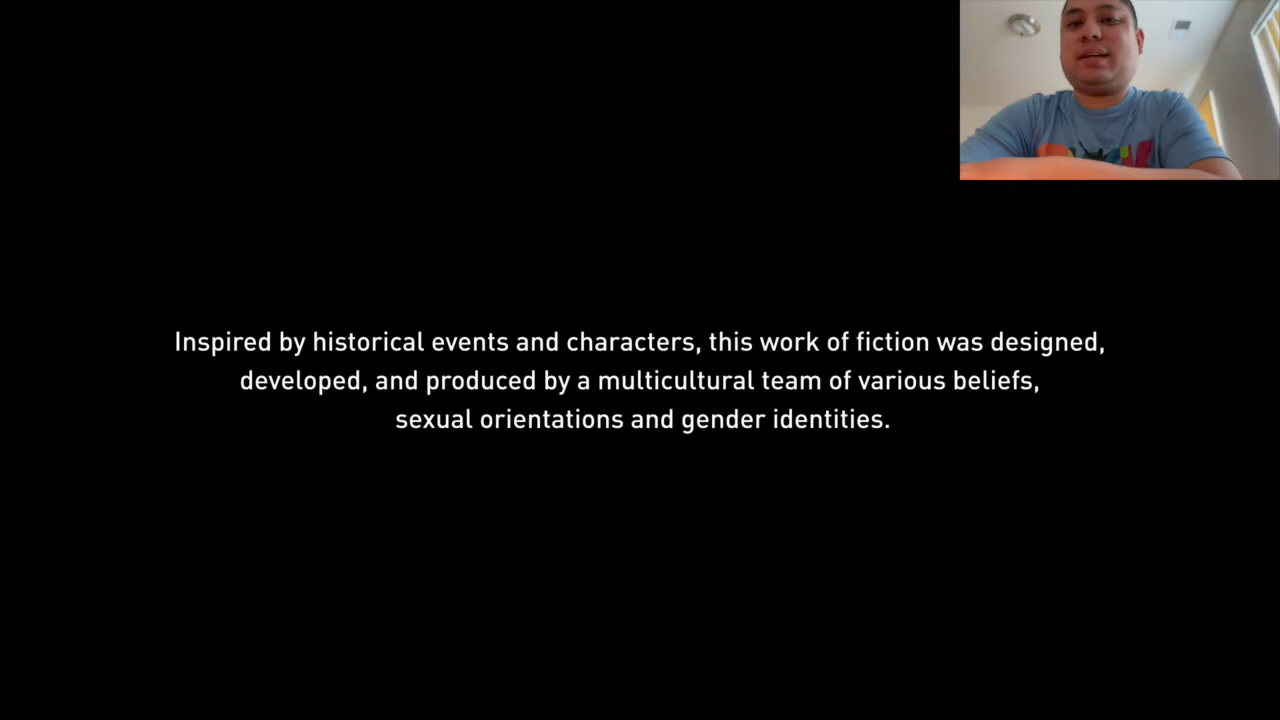 Inspired by historical events and characters, this work of fiction was designed,
developed, and produced by a multicultural team of various beliefs,
sexual orientations and gender identities.